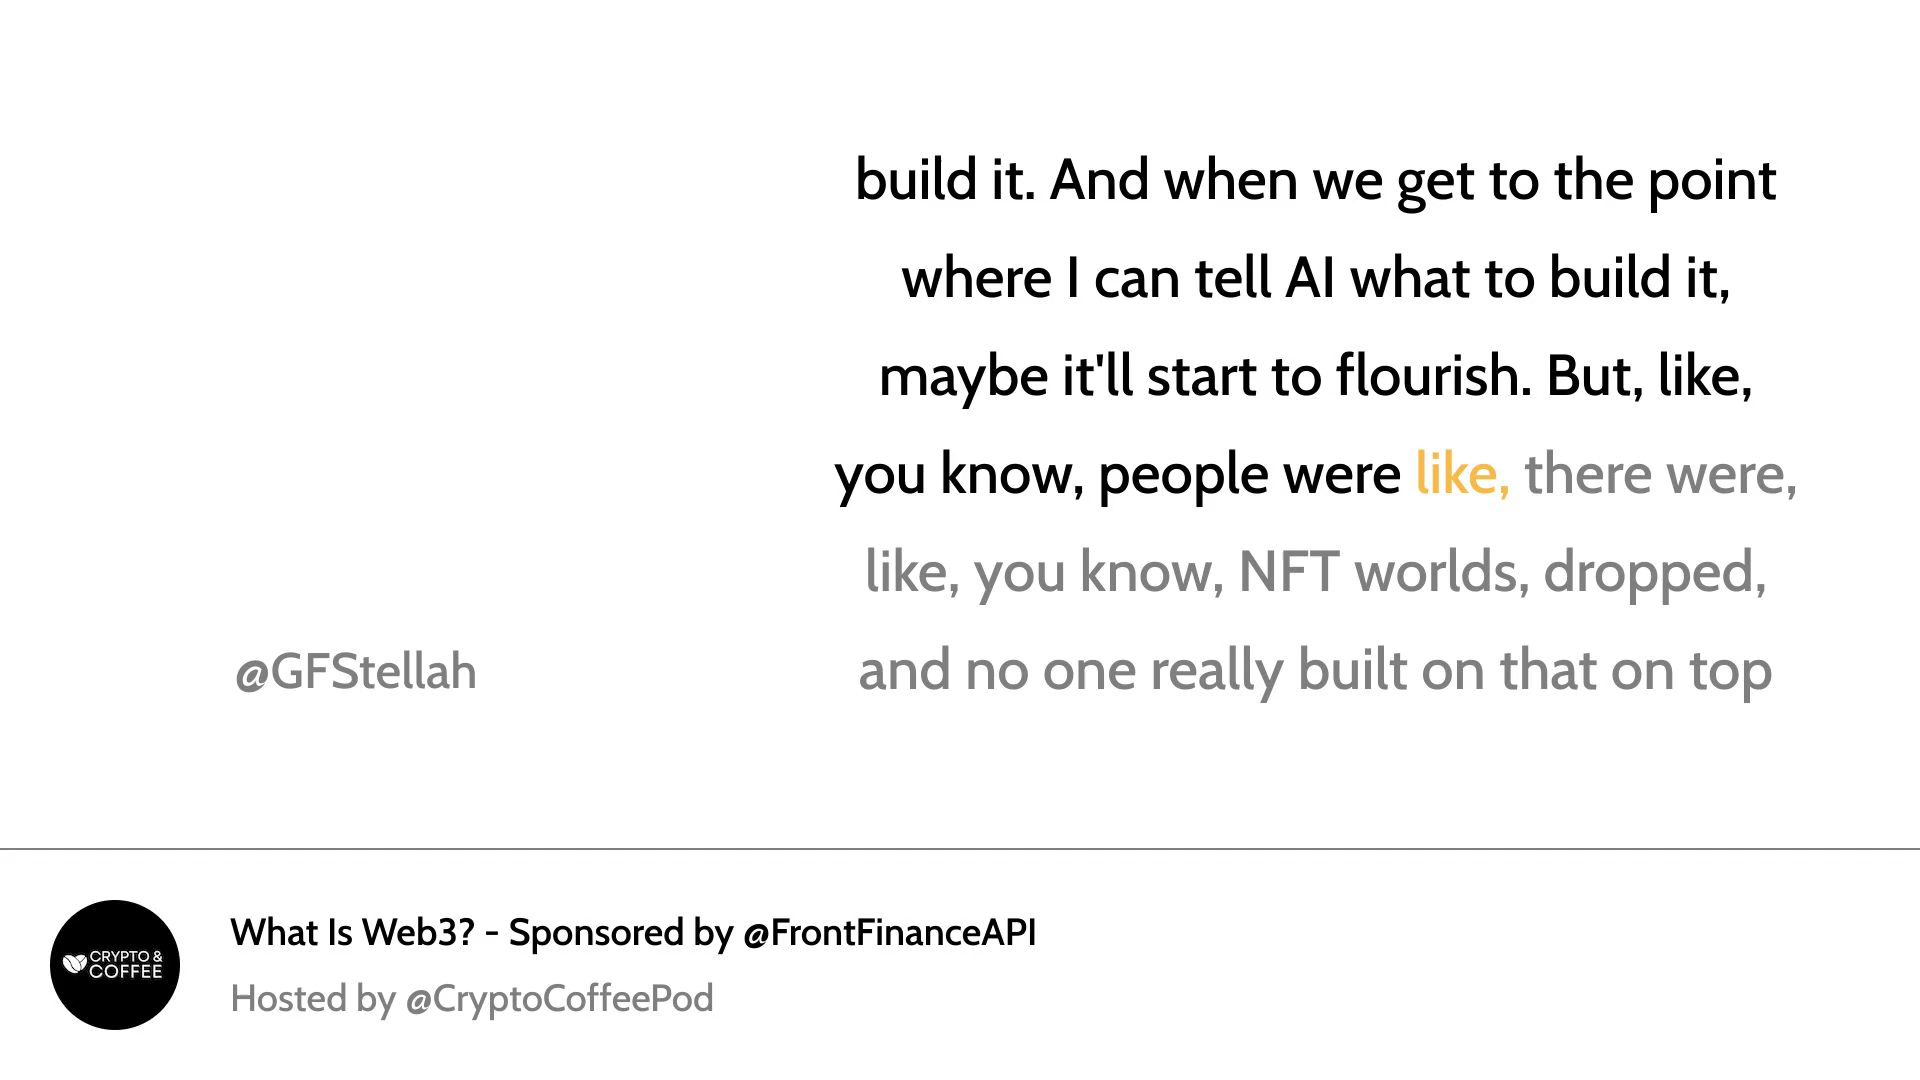 build it. And when we get to the point
where I can tell AI what to build it,
maybe it'll start to flourish. But, like,
you know, people were like, there were,
like, you know, NFT worlds, dropped,
and no one really built on that on top
@GFStellah
CRYPTO &
COFFEE
What Is Web3? - Sponsored by @FrontFinanceAPI
Hosted by @CryptoCoffeePod